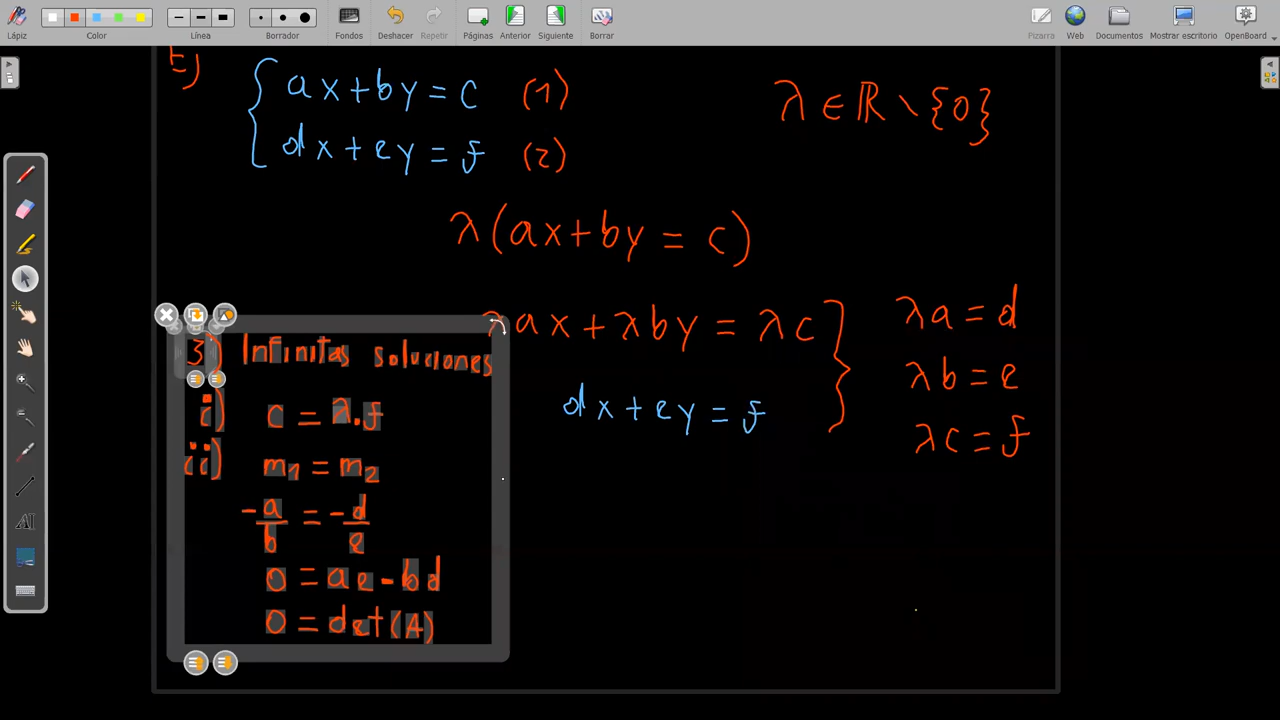 Lápiz Color Línea Borrador Fondos Deshacer Repetir Páginas Anterior Siguiente Borrar Pizarra Web Documentos Mostrar escritorio OpenBoard
ax + by = c (1)
dx + ey = f (2)
λ ∈ ℝ \ {0}
λ(ax + by = c)
λax + λby = λc
dx + ey = f
λa = d
λb = e
λc = f
3) Infinitas soluciones
i) c = λ.f
ii) m₁ = m₂
-a/b = -d/e
0 = ae - bd
0 = det(A)